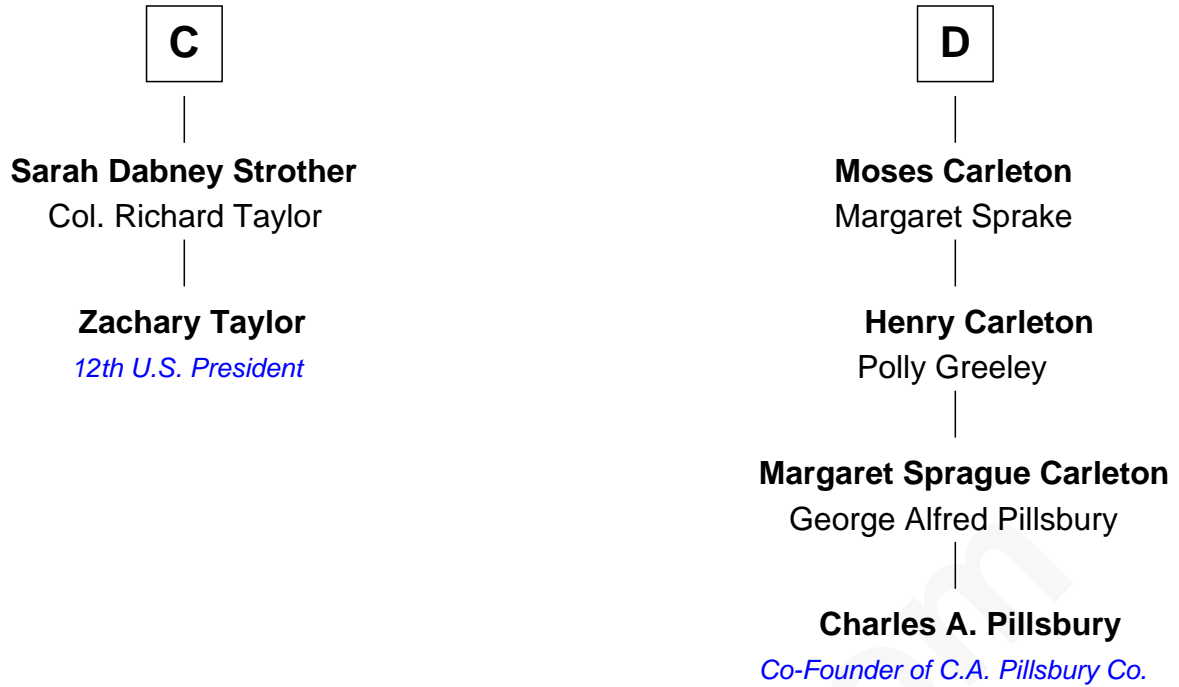 C
Sarah Dabney Strother
Col. Richard Taylor
Zachary Taylor
12th U.S. President
D
Moses Carleton
Margaret Sprake
Henry Carleton
Polly Greeley
Margaret Sprague Carleton
George Alfred Pillsbury
Charles A. Pillsbury
Co-Founder of C.A. Pillsbury Co.